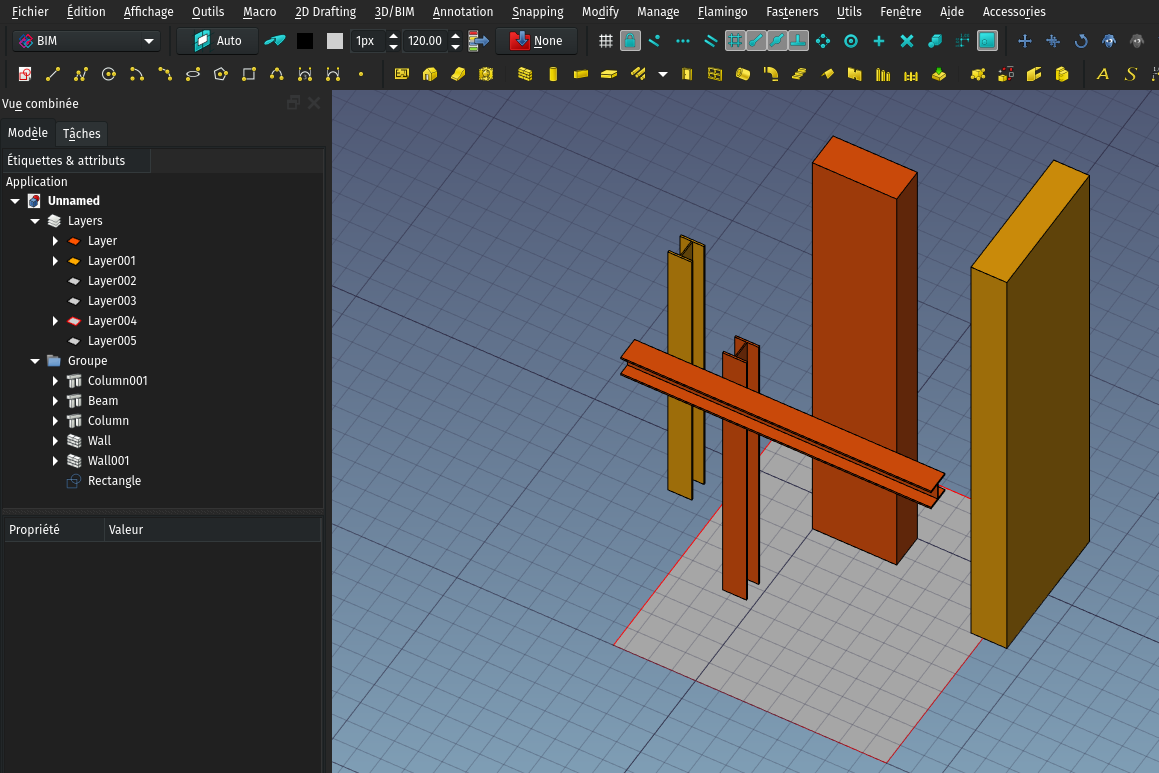 Fichier Édition Affichage Outils Macro 2D Drafting 3D/BIM Annotation Snapping Modify Manage Flamingo Fasteners Utils Fenêtre Aide Accessories
BIM Auto 1px 120.00 None
A S
Vue combinée
Modèle Tâches
Étiquettes & attributs
Application
Unnamed
Layers
Layer
Layer001
Layer002
Layer003
Layer004
Layer005
Groupe
Column001
Beam
Column
Wall
Wall001
Rectangle
Propriété Valeur